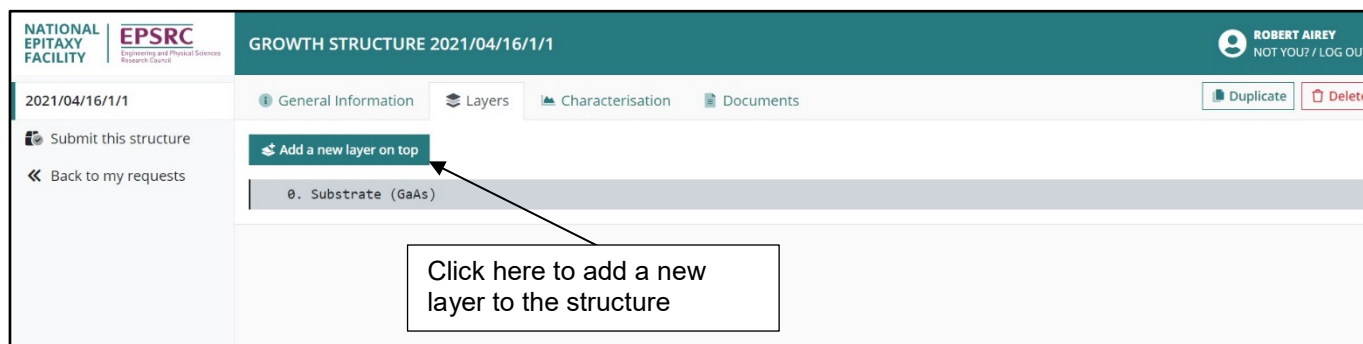 NATIONAL
EPITAXY
FACILITY
EPSRC
Engineering and Physical Sciences
Research Council
GROWTH STRUCTURE 2021/04/16/1/1
ROBERT AIREY
NOT YOU? / LOG OUT
2021/04/16/1/1
General Information
Layers
Characterisation
Documents
Duplicate
Delete
Submit this structure
Add a new layer on top
Back to my requests
0. Substrate (GaAs)
Click here to add a new
layer to the structure